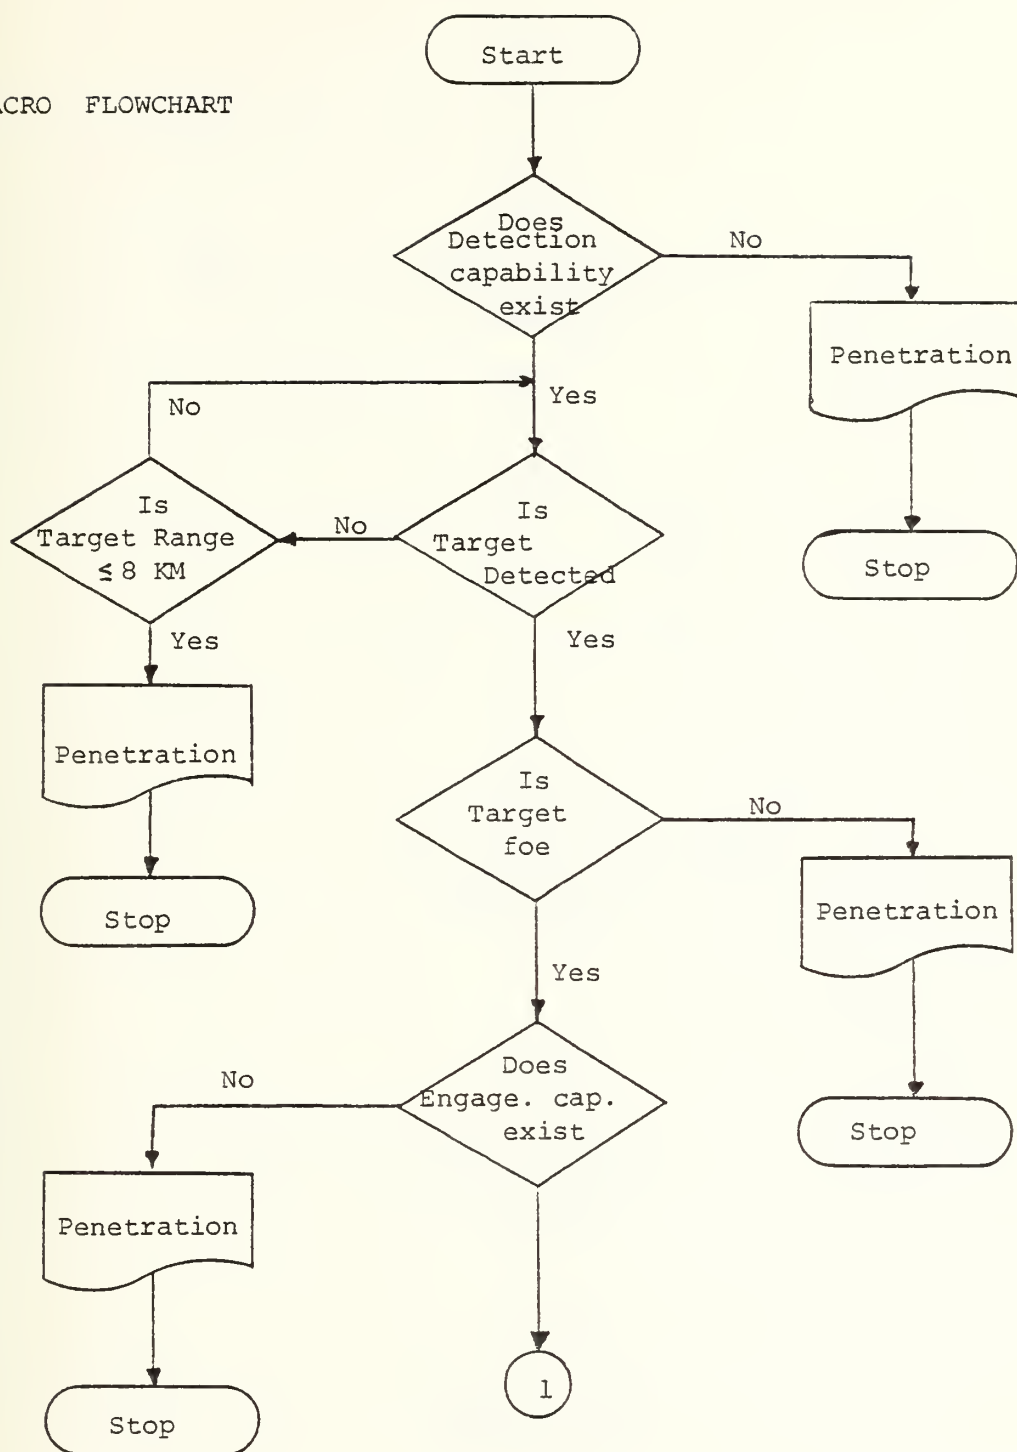 Start
ACRO FLOWCHART
Does
Detection
capability
exist
No
Penetration
Stop
Yes
No
Is
Target
Detected
No
Is
Target Range
≤ 8 KM
Yes
Penetration
Stop
Yes
Is
Target
foe
No
Penetration
Stop
Yes
Does
Engage. cap.
exist
No
Penetration
Stop
1